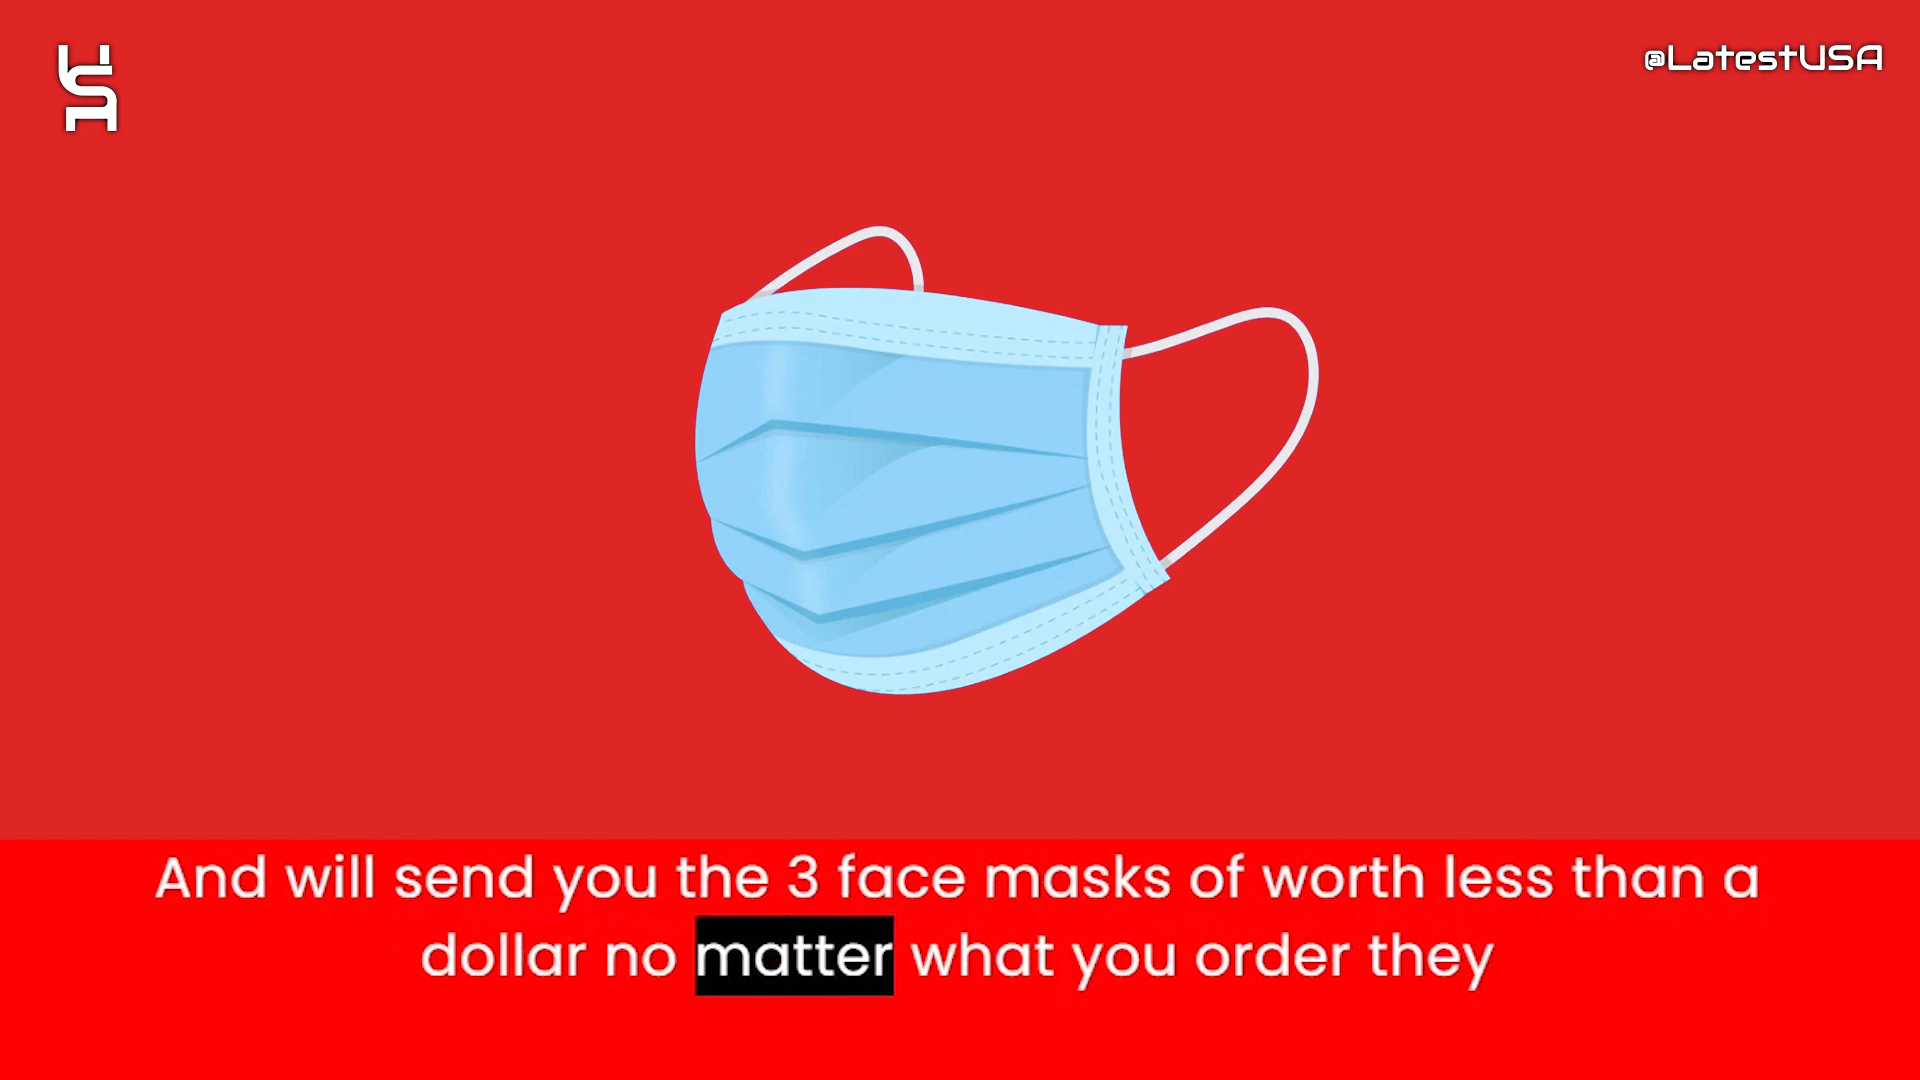 USA
@LatestUSA
And will send you the 3 face masks of worth less than a
dollar no matter what you order they